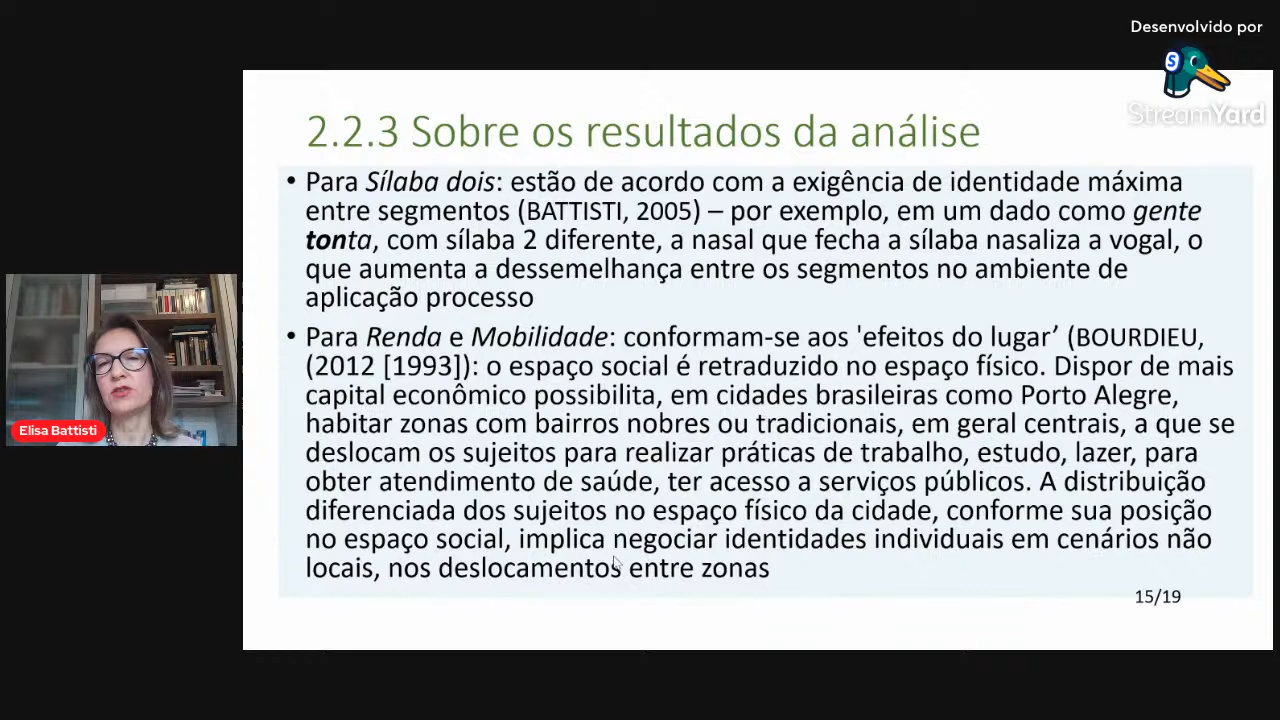 Desenvolvido por
StreamYard
2.2.3 Sobre os resultados da análise
• Para Sílaba dois: estão de acordo com a exigência de identidade máxima
entre segmentos (BATTISTI, 2005) – por exemplo, em um dado como gente
tonta, com sílaba 2 diferente, a nasal que fecha a sílaba nasaliza a vogal, o
que aumenta a dessemelhança entre os segmentos no ambiente de
aplicação processo
• Para Renda e Mobilidade: conformam-se aos 'efeitos do lugar’ (BOURDIEU,
(2012 [1993]): o espaço social é retraduzido no espaço físico. Dispor de mais
capital econômico possibilita, em cidades brasileiras como Porto Alegre,
habitar zonas com bairros nobres ou tradicionais, em geral centrais, a que se
deslocam os sujeitos para realizar práticas de trabalho, estudo, lazer, para
obter atendimento de saúde, ter acesso a serviços públicos. A distribuição
diferenciada dos sujeitos no espaço físico da cidade, conforme sua posição
no espaço social, implica negociar identidades individuais em cenários não
locais, nos deslocamentos entre zonas
15/19
Elisa Battisti